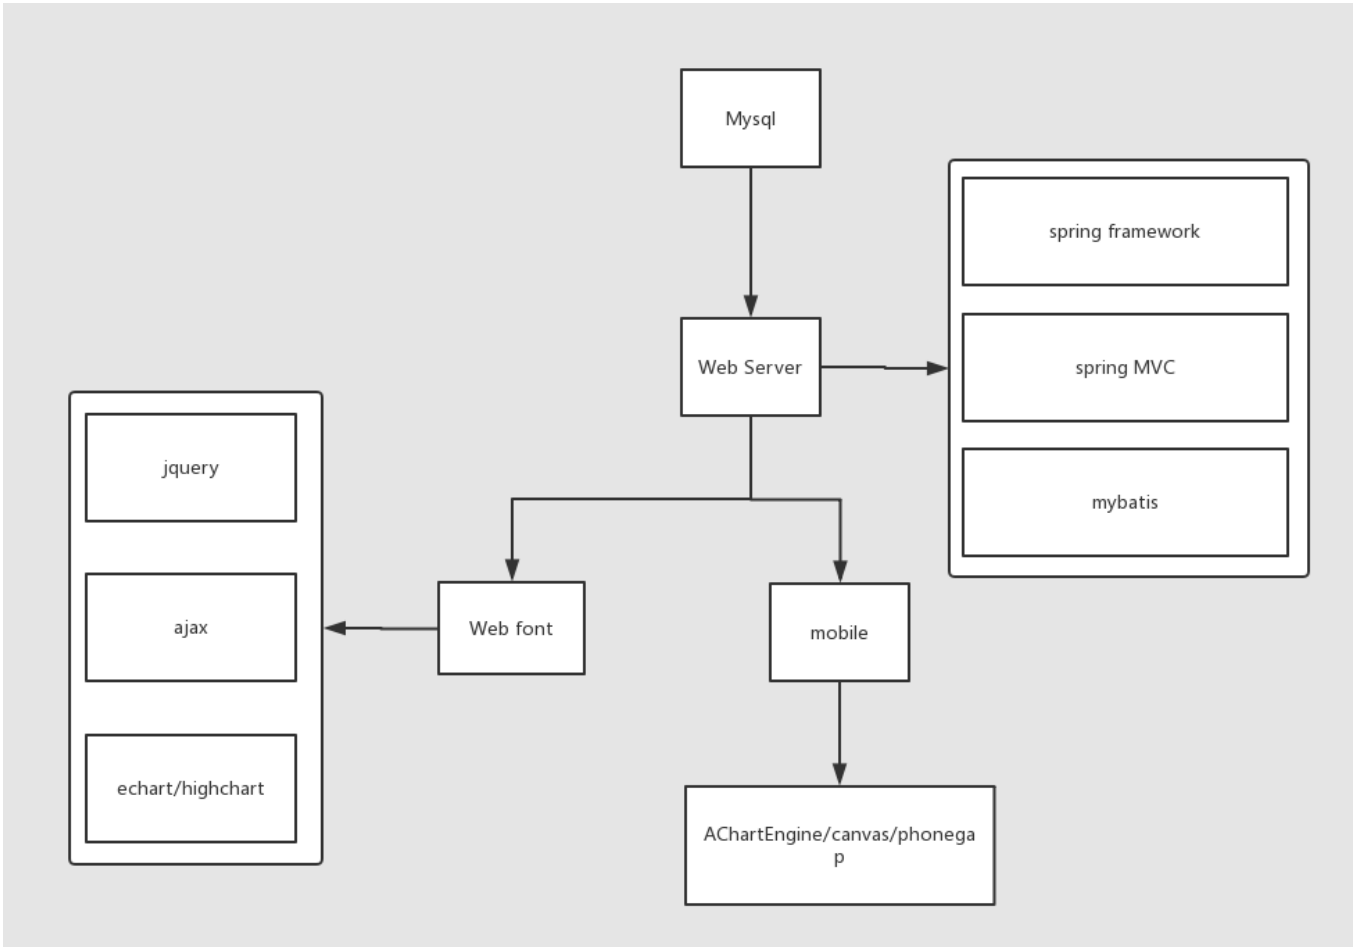 Mysql
spring framework
Web Server
spring MVC
jquery
mybatis
ajax
Web font
mobile
echart/highchart
AChartEngine/canvas/phonega
p